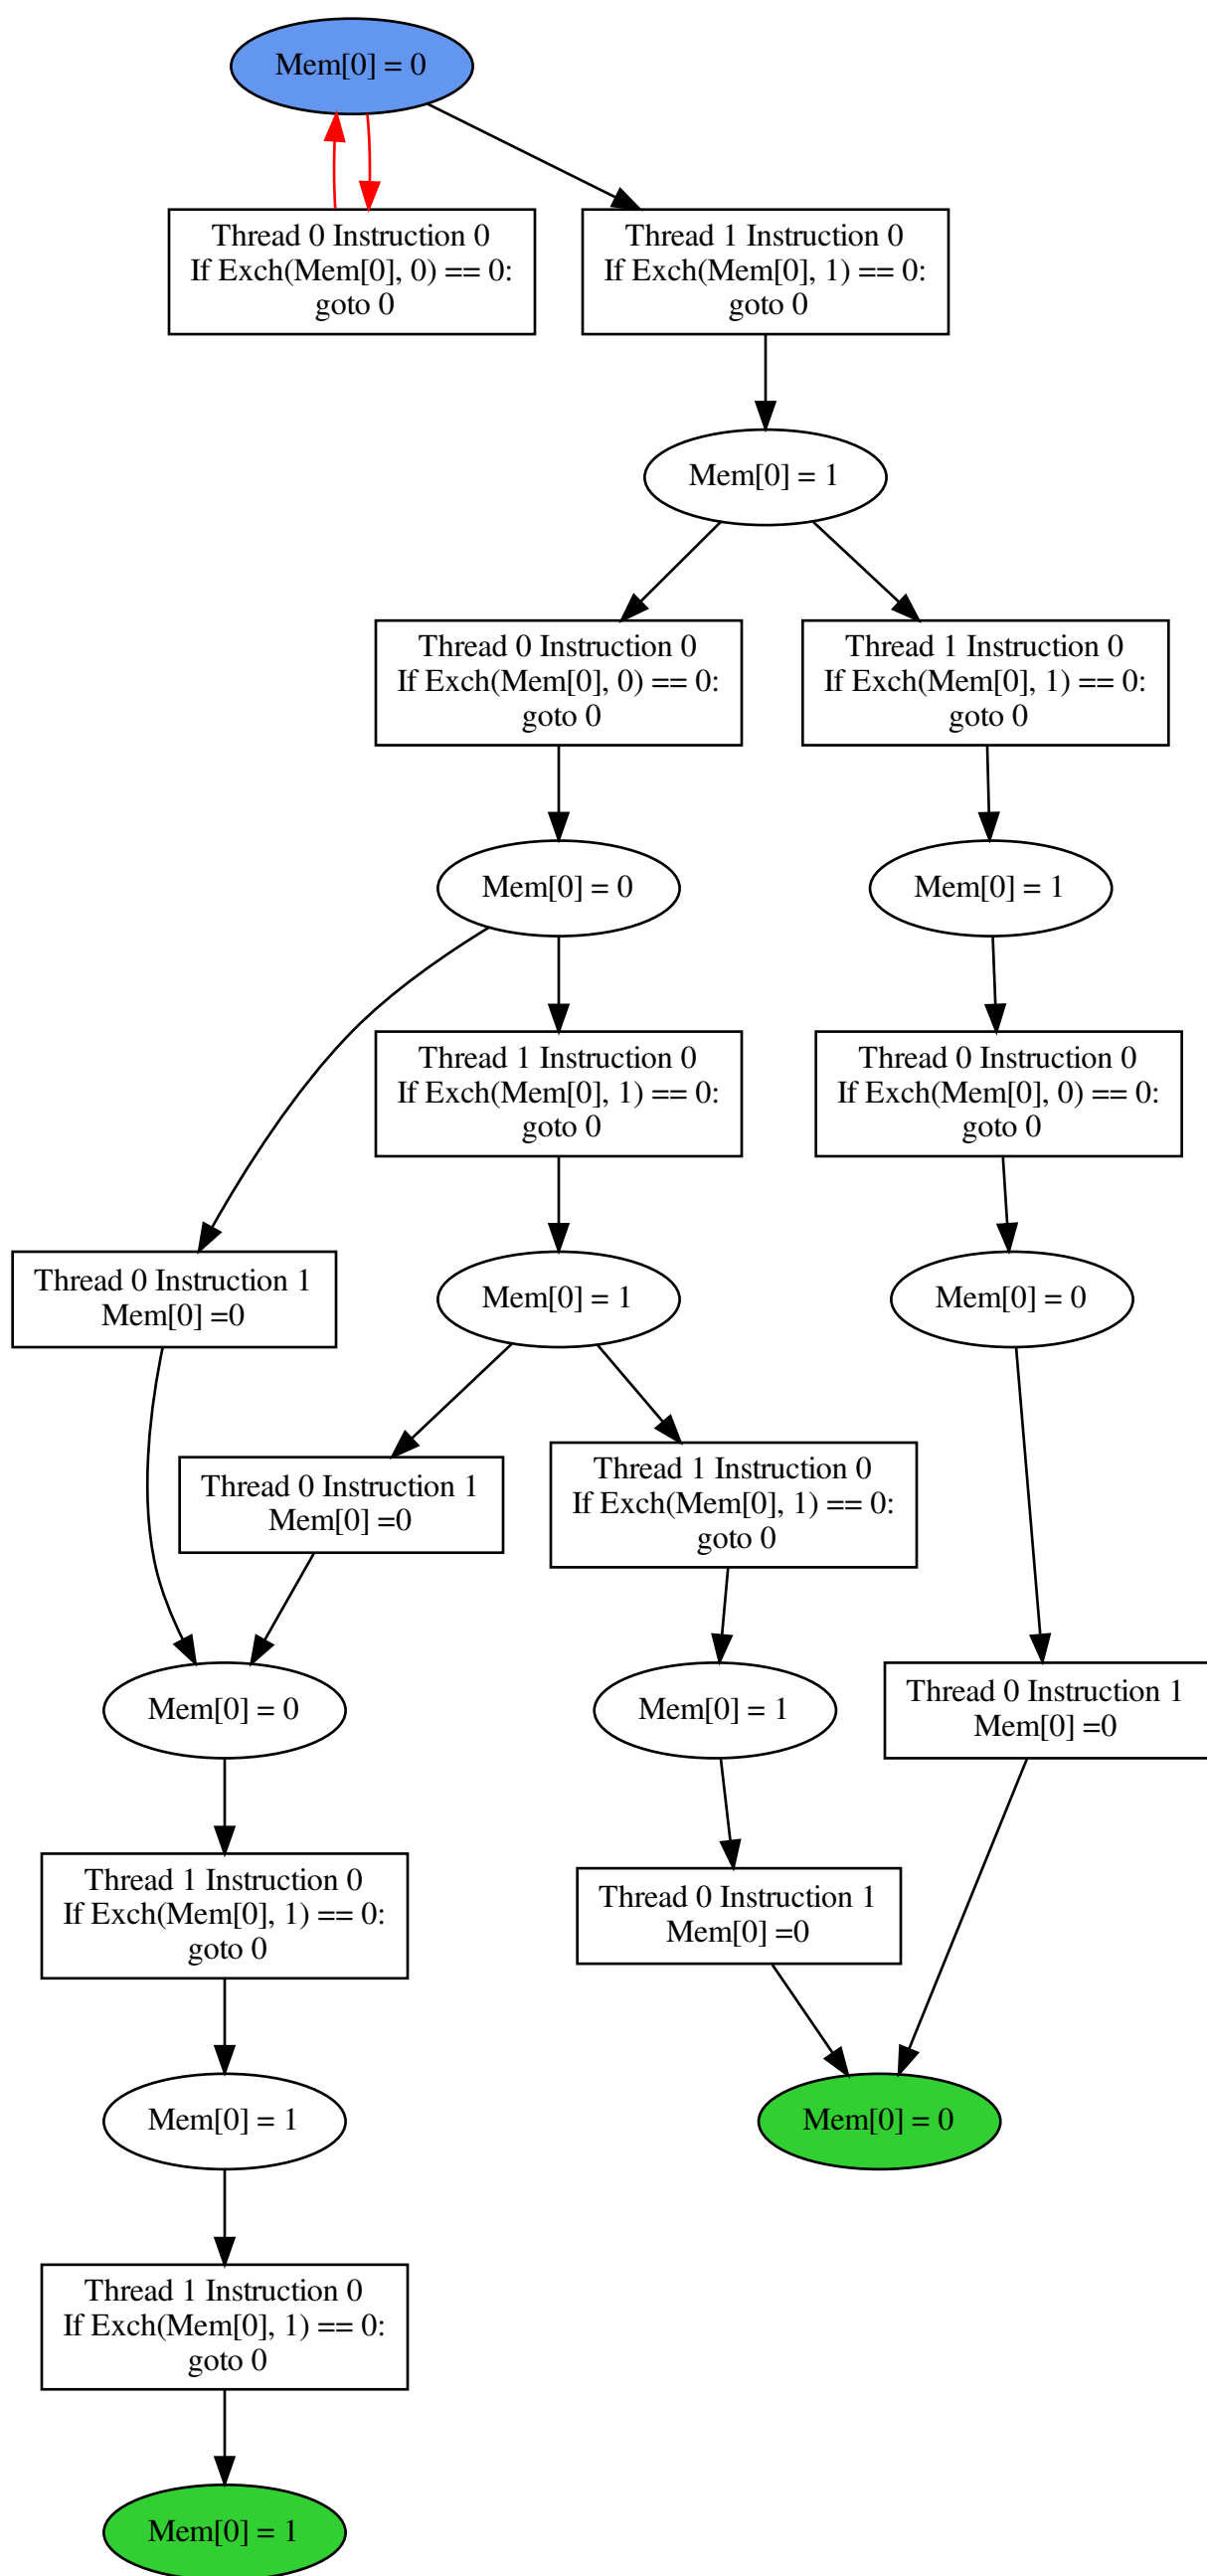 Mem[0] = 0
Thread 0 Instruction 0
If Exch(Mem[0], 0) == 0:
goto 0
Thread 1 Instruction 0
If Exch(Mem[0], 1) == 0:
goto 0
Mem[0] = 1
Thread 0 Instruction 0
If Exch(Mem[0], 0) == 0:
goto 0
Thread 1 Instruction 0
If Exch(Mem[0], 1) == 0:
goto 0
Mem[0] = 0
Mem[0] = 1
Thread 1 Instruction 0
If Exch(Mem[0], 1) == 0:
goto 0
Thread 0 Instruction 0
If Exch(Mem[0], 0) == 0:
goto 0
Thread 0 Instruction 1
Mem[0] =0
Mem[0] = 1
Mem[0] = 0
Thread 0 Instruction 1
Mem[0] =0
Thread 1 Instruction 0
If Exch(Mem[0], 1) == 0:
goto 0
Mem[0] = 0
Mem[0] = 1
Thread 0 Instruction 1
Mem[0] =0
Thread 1 Instruction 0
If Exch(Mem[0], 1) == 0:
goto 0
Thread 0 Instruction 1
Mem[0] =0
Mem[0] = 1
Mem[0] = 0
Thread 1 Instruction 0
If Exch(Mem[0], 1) == 0:
goto 0
Mem[0] = 1